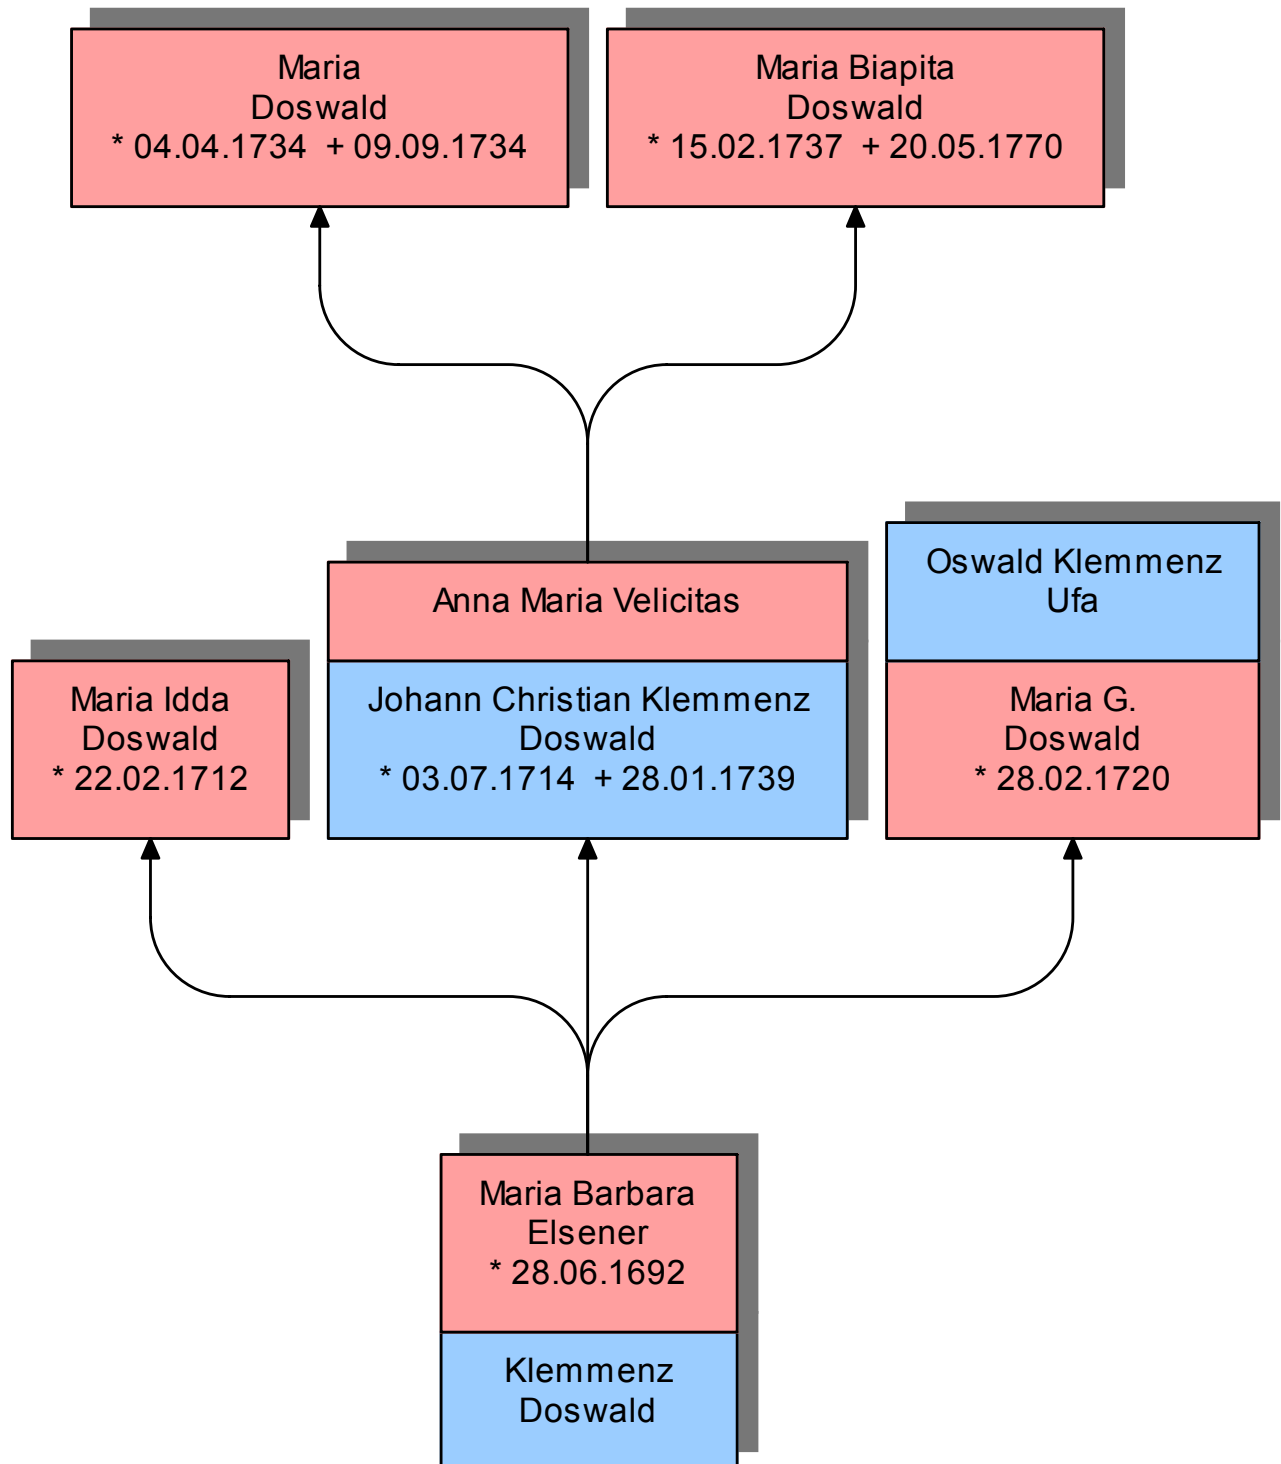 Maria
Doswald
* 04.04.1734 + 09.09.1734
Maria Biapita
Doswald
* 15.02.1737 + 20.05.1770
Anna Maria Velicitas
Johann Christian Klemmenz
Doswald
* 03.07.1714 + 28.01.1739
Oswald Klemmenz
Ufa
Maria G.
Doswald
* 28.02.1720
Maria Idda
Doswald
* 22.02.1712
Maria Barbara
Elsener
* 28.06.1692
Klemmenz
Doswald